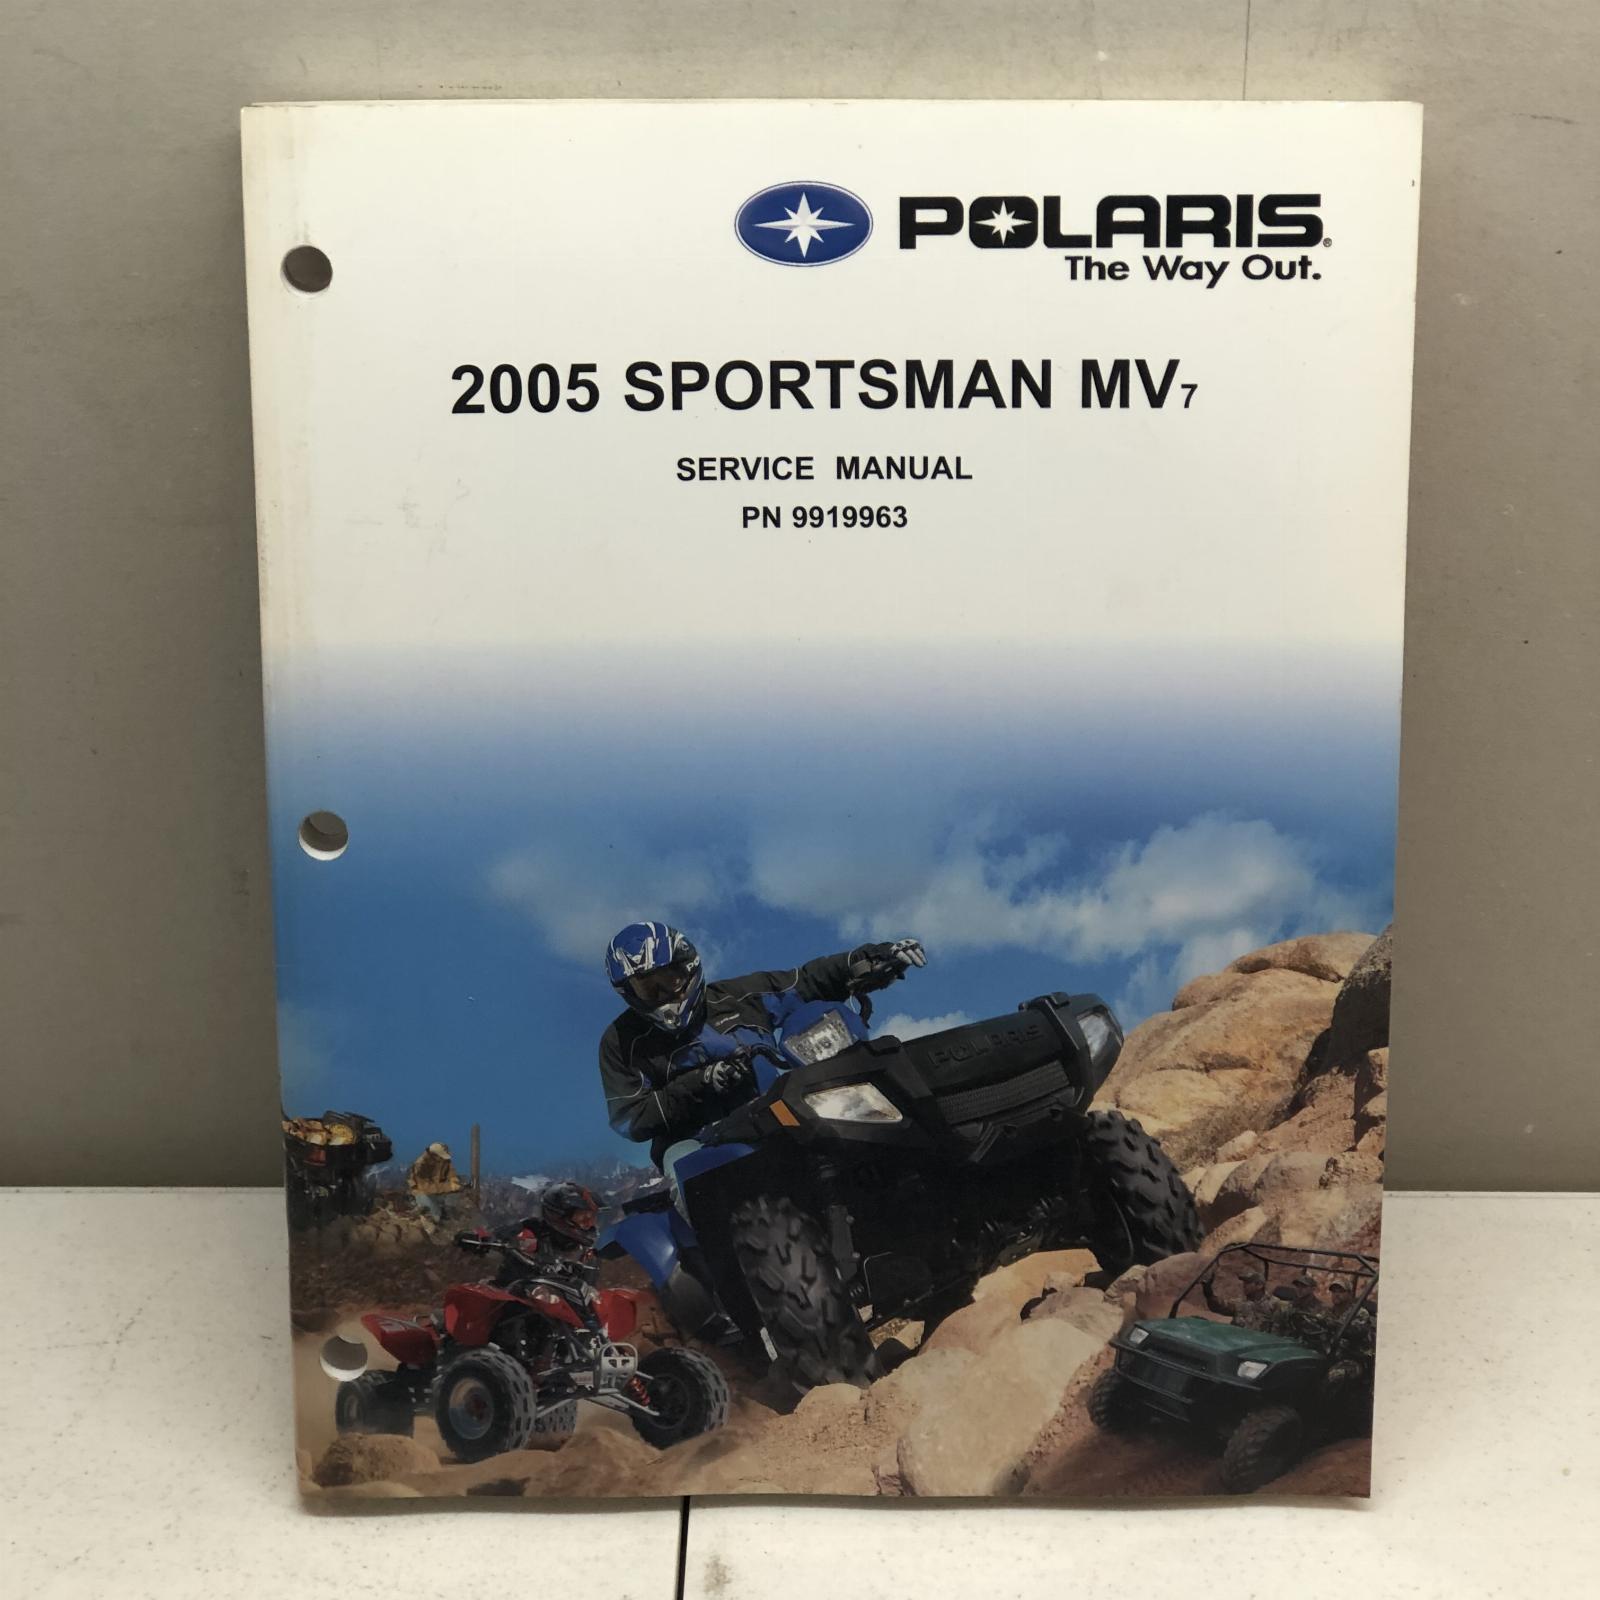 POLARIS®
The Way Out.
2005 SPORTSMAN MV7
SERVICE MANUAL
PN 9919963
POLARIS